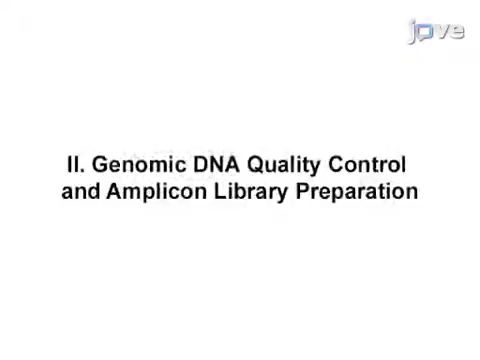 jove
II. Genomic DNA Quality Control
and Amplicon Library Preparation